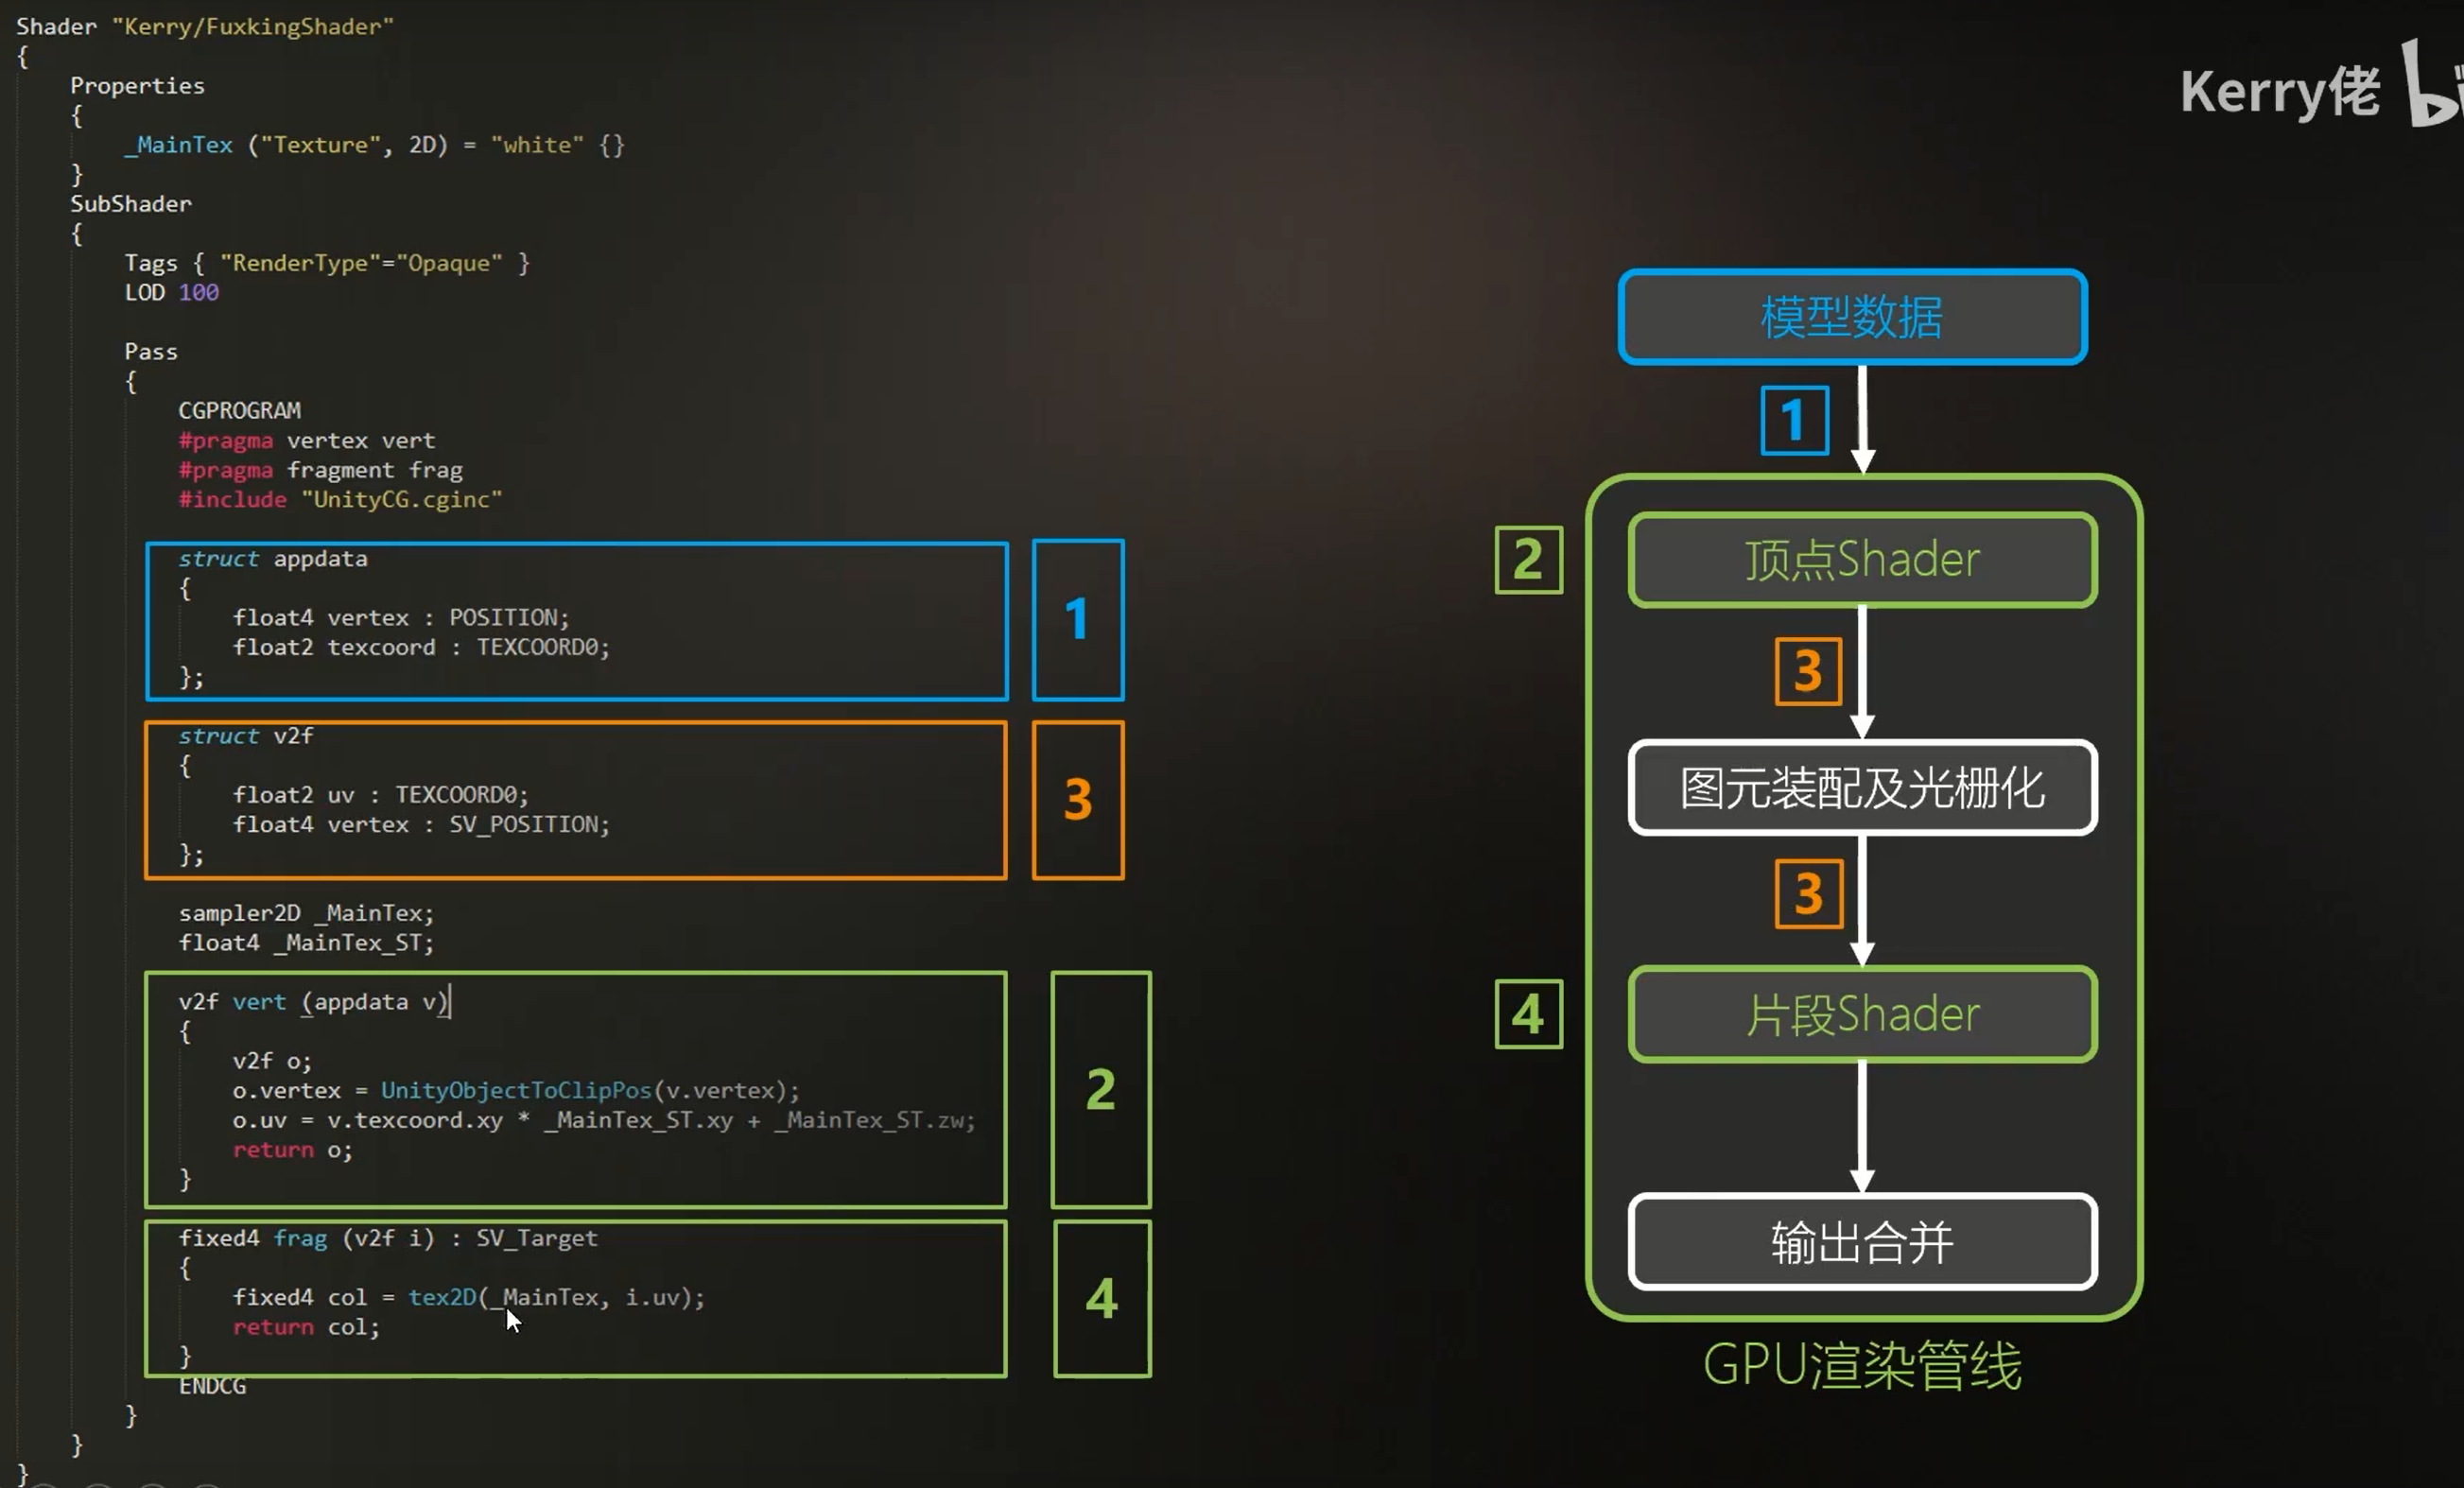 Shader "Kerry/FuxkingShader"
{
Properties
{
_MainTex ("Texture", 2D) = "white" {}
}
SubShader
{
Tags { "RenderType"="Opaque" }
LOD 100
Pass
{
CGPROGRAM
#pragma vertex vert
#pragma fragment frag
#include "UnityCG.cginc"
struct appdata
{
float4 vertex : POSITION;
float2 texcoord : TEXCOORD0;
};
1
struct v2f
{
float2 uv : TEXCOORD0;
float4 vertex : SV_POSITION;
};
3
sampler2D _MainTex;
float4 _MainTex_ST;
v2f vert (appdata v)
{
v2f o;
o.vertex = UnityObjectToClipPos(v.vertex);
o.uv = v.texcoord.xy * _MainTex_ST.xy + _MainTex_ST.zw;
return o;
}
2
fixed4 frag (v2f i) : SV_Target
{
fixed4 col = tex2D(_MainTex, i.uv);
return col;
}
4
ENDCG
}
}
}
Kerry佬
模型数据
1
2
顶点Shader
3
图元装配及光栅化
3
4
片段Shader
输出合并
GPU渲染管线